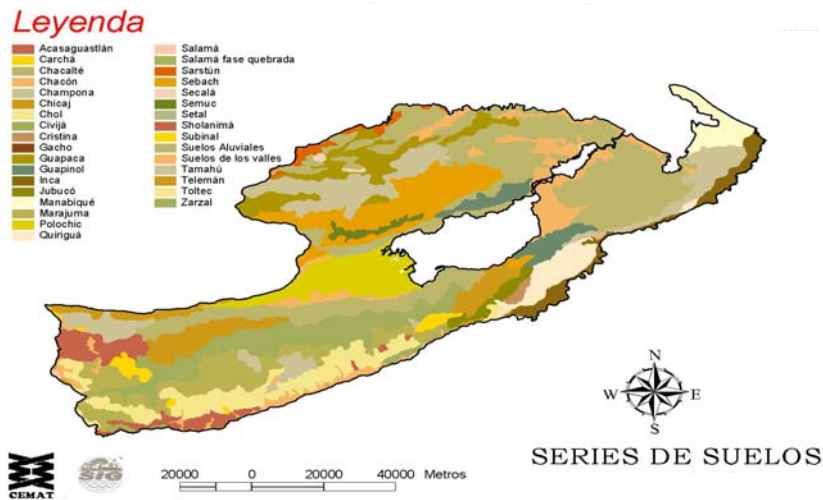 Leyenda
Acasaguastlán
Carchá
Chacalté
Chacón
Champona
Chicaj
Chol
Civijá
Cristina
Gacho
Guapaca
Guapinol
Inca
Jubucó
Manabiqué
Marajuma
Polochic
Quiriguá
Salamá
Salamá fase quebrada
Sarstún
Sebach
Secalá
Semuc
Setal
Sholanimá
Subinal
Suelos Aluviales
Suelos de los valles
Tamahú
Telemán
Toltec
Zarzal
N
W E
S
SERIES DE SUELOS
CEMAT
SIG
20000 0 20000 40000 Metros